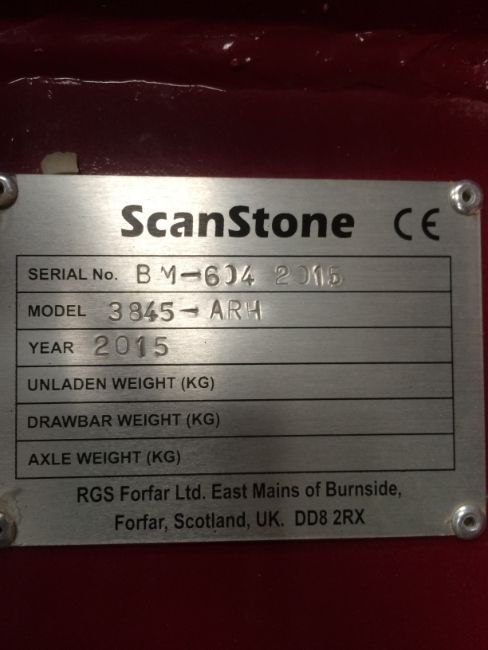 ScanStone CE
SERIAL No. BM-604 2015
MODEL 3845-ARH
YEAR 2015
UNLADEN WEIGHT (KG)
DRAWBAR WEIGHT (KG)
AXLE WEIGHT (KG)
RGS Forfar Ltd. East Mains of Burnside,
Forfar, Scotland, UK. DD8 2RX